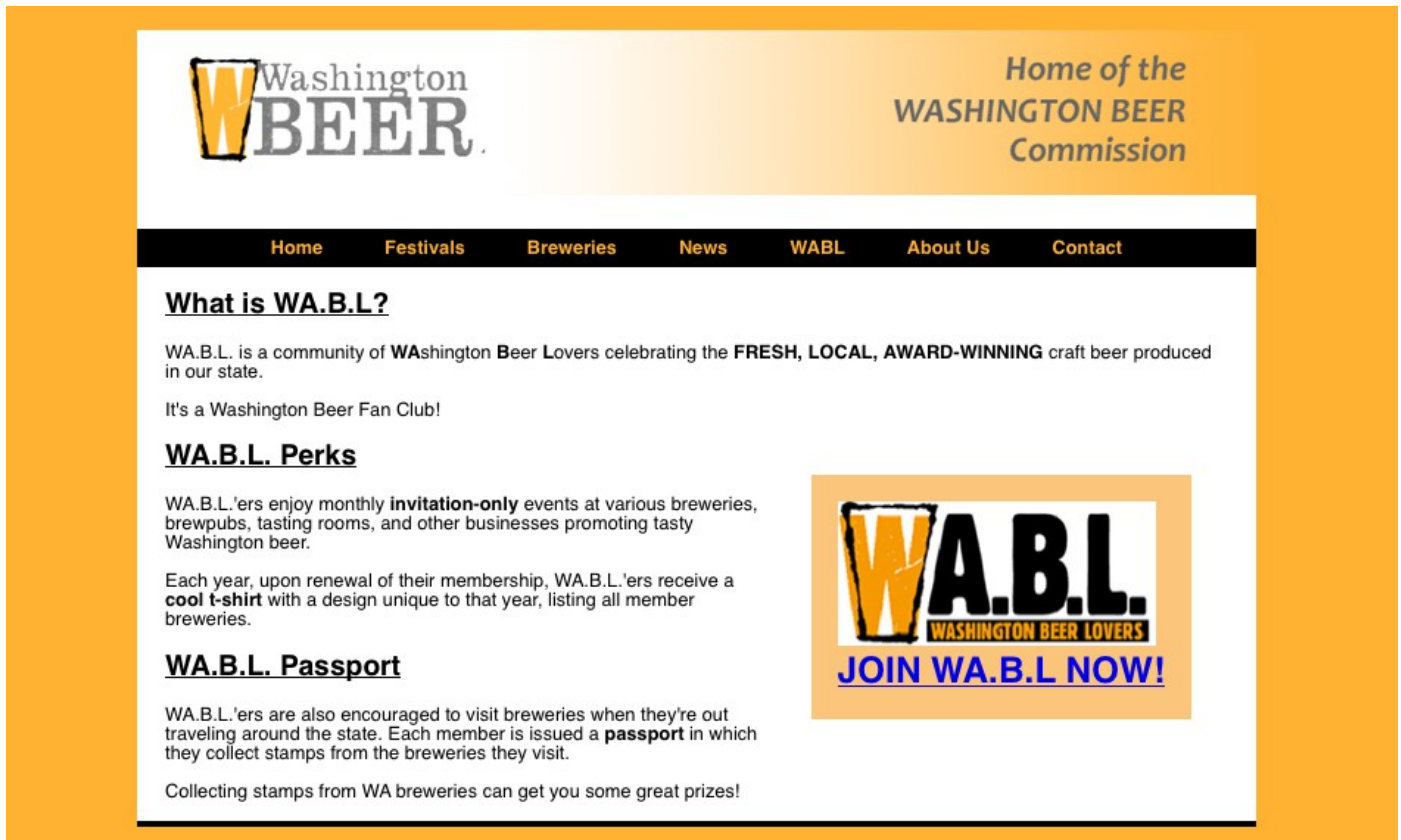 Washington
BEER
Home of the
WASHINGTON BEER
Commission
Home Festivals Breweries News WABL About Us Contact
What is WA.B.L?
WA.B.L. is a community of WAshington Beer Lovers celebrating the FRESH, LOCAL, AWARD-WINNING craft beer produced
in our state.
It's a Washington Beer Fan Club!
WA.B.L. Perks
WA.B.L.'ers enjoy monthly invitation-only events at various breweries,
brewpubs, tasting rooms, and other businesses promoting tasty
Washington beer.
Each year, upon renewal of their membership, WA.B.L.'ers receive a
cool t-shirt with a design unique to that year, listing all member
breweries.
WA.B.L. Passport
WA.B.L.'ers are also encouraged to visit breweries when they're out
traveling around the state. Each member is issued a passport in which
they collect stamps from the breweries they visit.
Collecting stamps from WA breweries can get you some great prizes!
WA.B.L.
WASHINGTON BEER LOVERS
JOIN WA.B.L NOW!